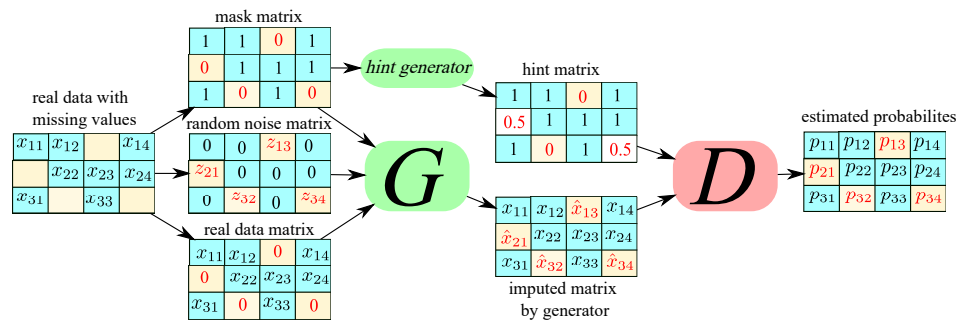 mask matrix
1 1 0 1
0 1 1 1
1 0 1 0
hint generator
real data with
missing values
x11 x12 x14
x22 x23 x24
x31 x33
random noise matrix
0 0 z13 0
z21 0 0 0
0 z32 0 z34
real data matrix
x11 x12 0 x14
0 x22 x23 x24
x31 0 x33 0
G
hint matrix
1 1 0 1
0.5 1 1 1
1 0 1 0.5
x11 x12 x̂13 x14
x̂21 x22 x23 x24
x31 x̂32 x33 x̂34
imputed matrix
by generator
D
estimated probabilites
p11 p12 p13 p14
p21 p22 p23 p24
p31 p32 p33 p34